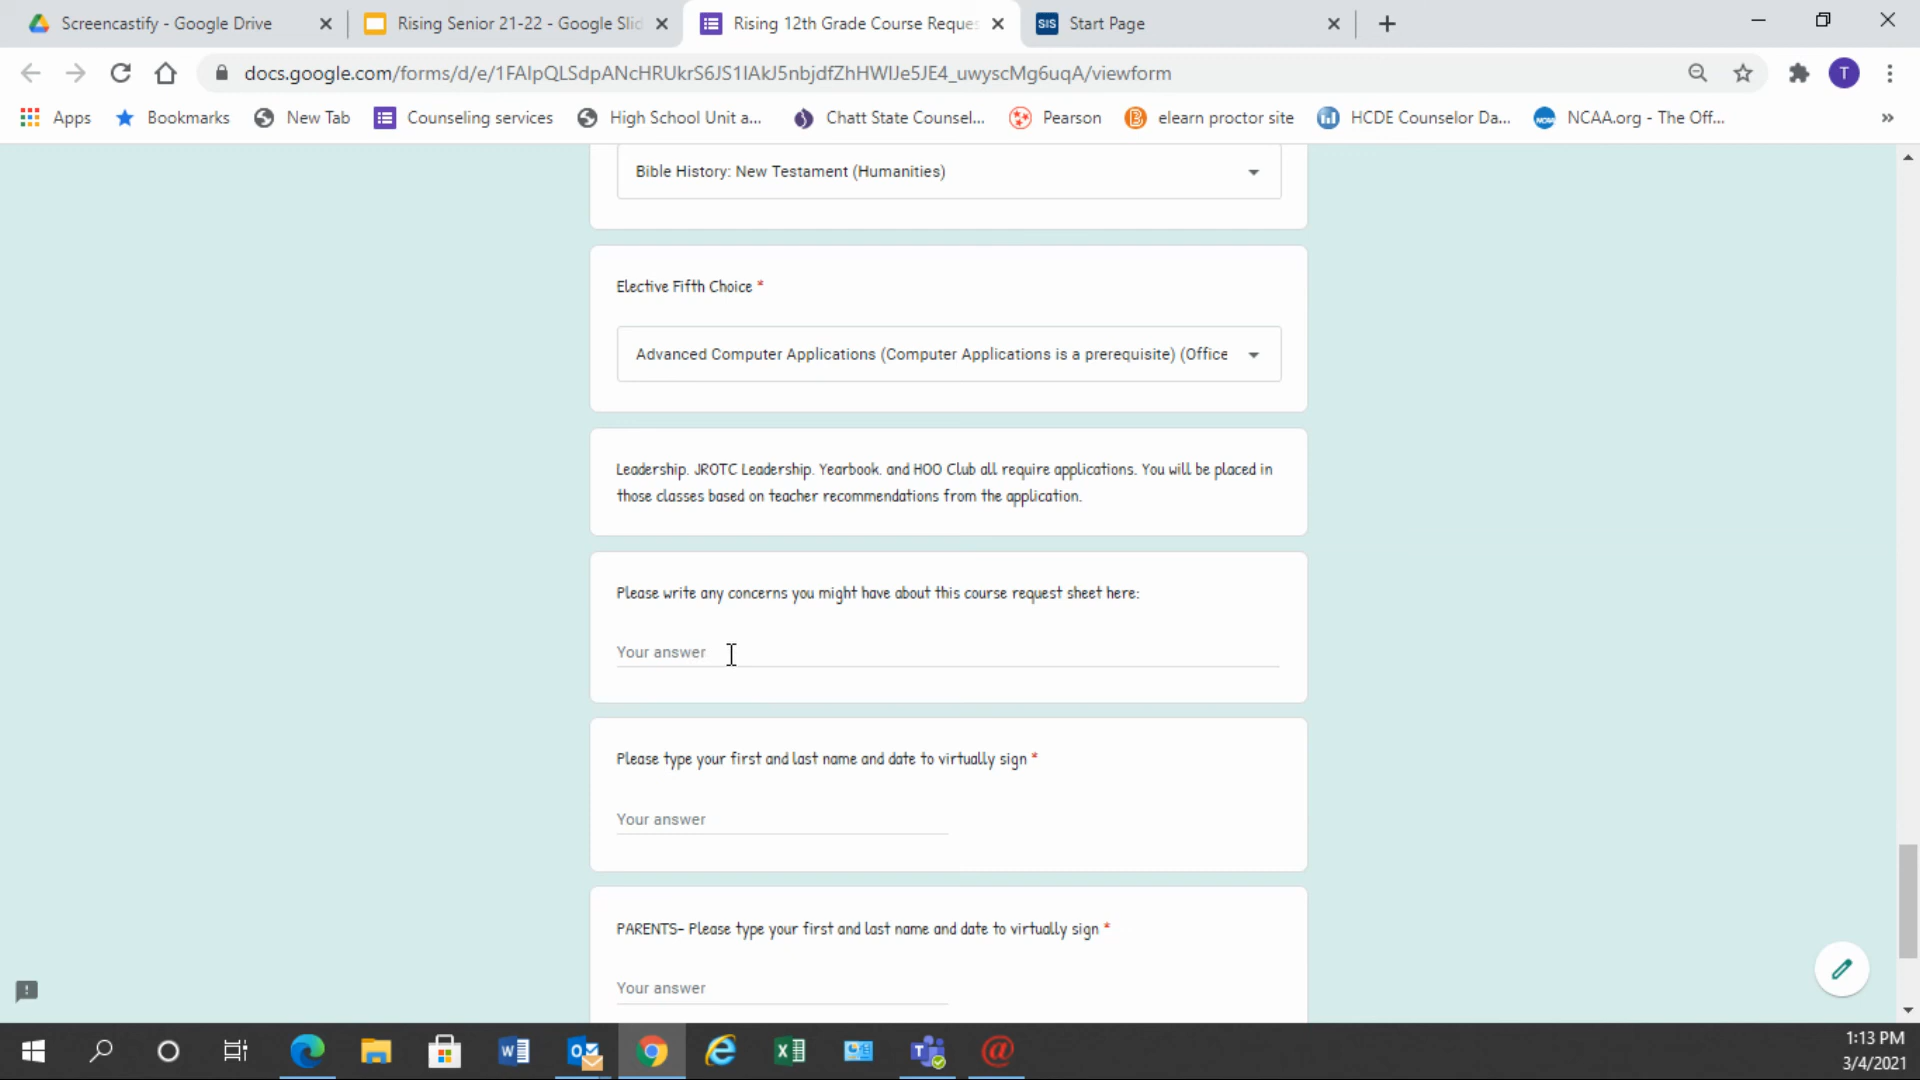 Screencastify - Google Drive
Rising Senior 21-22 - Google Slid
Rising 12th Grade Course Reques
SIS Start Page
docs.google.com/forms/d/e/1FAIpQLSdpANcHRUkrS6JS1IAkJ5nbjdfZhHWIJe5JE4_uwyscMg6uqA/viewform
T
Apps
Bookmarks
New Tab
Counseling services
High School Unit a...
Chatt State Counsel...
Pearson
elearn proctor site
HCDE Counselor Da...
NCAA.org - The Off...
»
Bible History: New Testament (Humanities)
Elective Fifth Choice *
Advanced Computer Applications (Computer Applications is a prerequisite) (Office
Leadership, JROTC Leadership, Yearbook, and HOO Club all require applications. You will be placed in
those classes based on teacher recommendations from the application.
Please write any concerns you might have about this course request sheet here:
Your answer
Please type your first and last name and date to virtually sign *
Your answer
PARENTS- Please type your first and last name and date to virtually sign *
Your answer
1:13 PM
3/4/2021